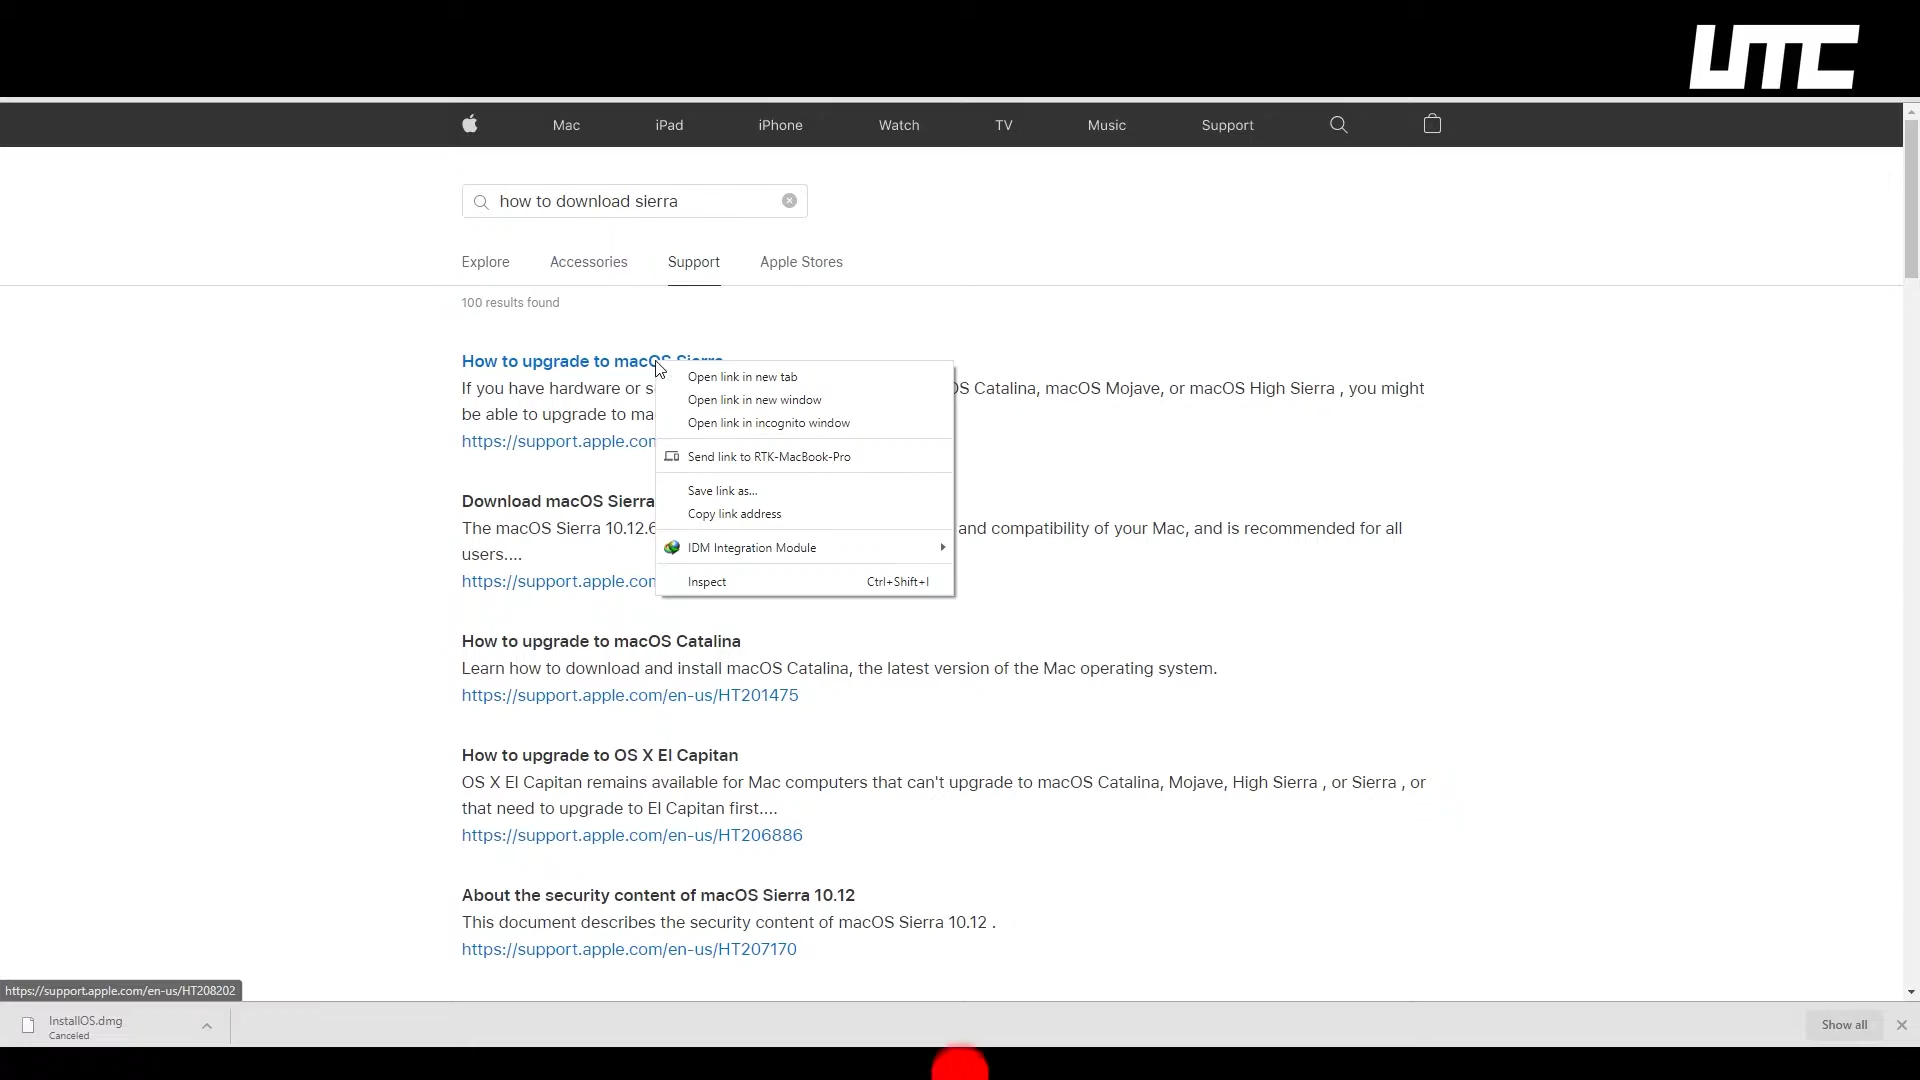 UTC
Mac iPad iPhone Watch TV Music Support
how to download sierra
Explore Accessories Support Apple Stores
100 results found
How to upgrade to macOS Sierra
If you have hardware or s OS Catalina, macOS Mojave, or macOS High Sierra , you might
be able to upgrade to ma
https://support.apple.com
Open link in new tab
Open link in new window
Open link in incognito window
Send link to RTK-MacBook-Pro
Save link as...
Copy link address
IDM Integration Module
Inspect Ctrl+Shift+I
Download macOS Sierra
The macOS Sierra 10.12.6 and compatibility of your Mac, and is recommended for all
users....
https://support.apple.com
How to upgrade to macOS Catalina
Learn how to download and install macOS Catalina, the latest version of the Mac operating system.
https://support.apple.com/en-us/HT201475
How to upgrade to OS X El Capitan
OS X El Capitan remains available for Mac computers that can't upgrade to macOS Catalina, Mojave, High Sierra , or Sierra , or
that need to upgrade to El Capitan first....
https://support.apple.com/en-us/HT206886
About the security content of macOS Sierra 10.12
This document describes the security content of macOS Sierra 10.12 .
https://support.apple.com/en-us/HT207170
https://support.apple.com/en-us/HT208202
InstallOS.dmg
Canceled
Show all